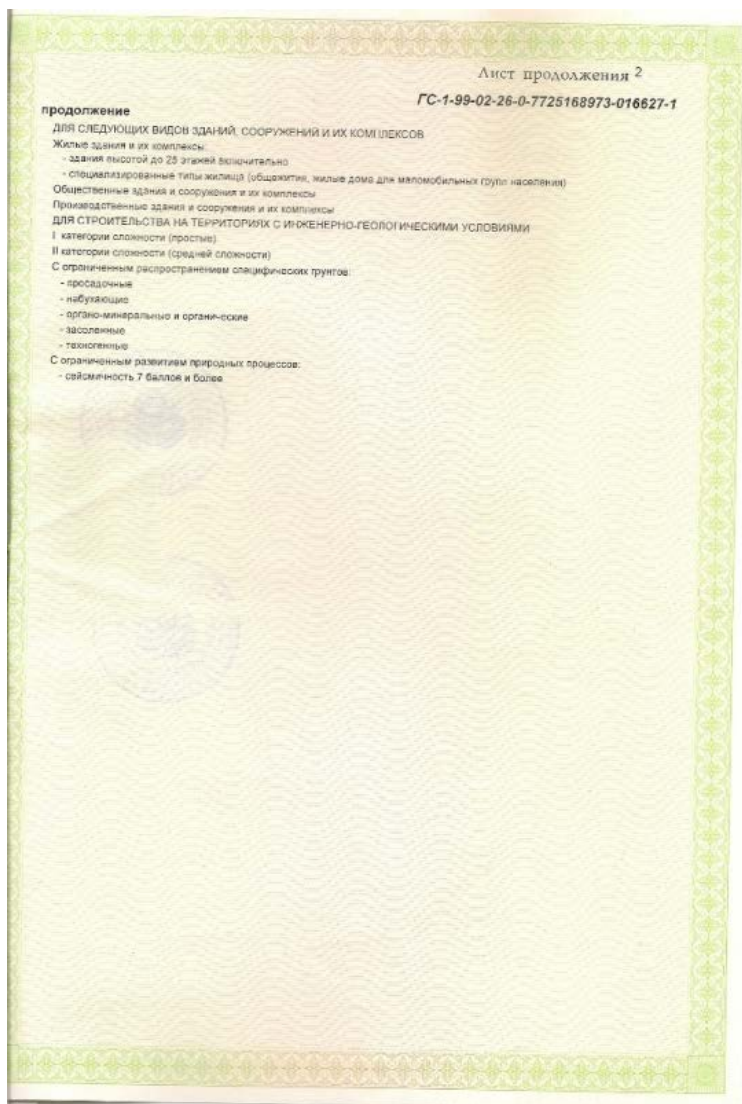 Лист продолжения 2
ГС-1-99-02-26-0-7725168973-016627-1
продолжение
ДЛЯ СЛЕДУЮЩИХ ВИДОВ ЗДАНИЙ, СООРУЖЕНИЙ И ИХ КОМПЛЕКСОВ
Жилые здания и их комплексы:
- здания высотой до 25 этажей включительно
- специализированные типы жилища (общежития, жилые дома для маломобильных групп населения)
Общественные здания и сооружения и их комплексы
Производственные здания и сооружения и их комплексы
ДЛЯ СТРОИТЕЛЬСТВА НА ТЕРРИТОРИЯХ С ИНЖЕНЕРНО-ГЕОЛОГИЧЕСКИМИ УСЛОВИЯМИ
I категории сложности (простые)
II категории сложности (средней сложности)
С ограниченным распространением специфических грунтов:
- просадочные
- набухающие
- органо-минеральные и органические
- засоленные
- техногенные
С ограниченным развитием природных процессов:
- сейсмичность 7 баллов и более